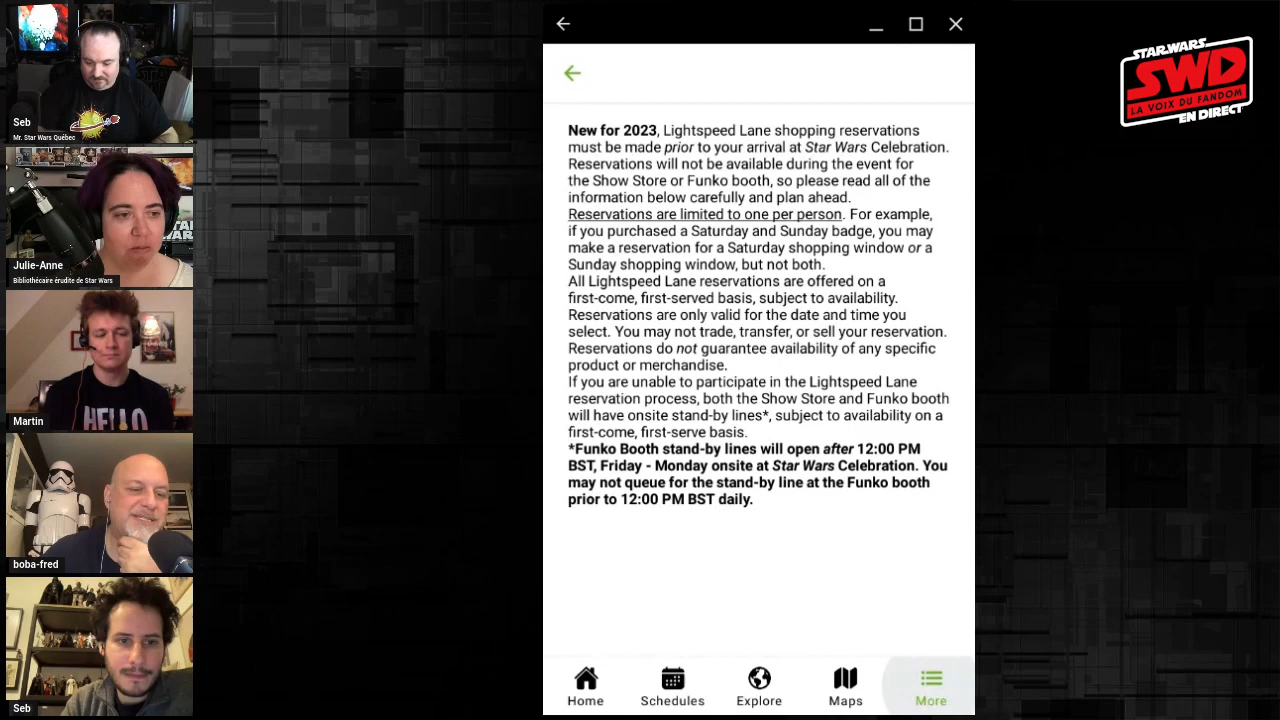 Seb
Mr. Star Wars Québec
Julie-Anne
Bibliothécaire érudite de Star Wars
HELLO
Martin
boba-fred
Seb
New for 2023, Lightspeed Lane shopping reservations
must be made prior to your arrival at Star Wars Celebration.
Reservations will not be available during the event for
the Show Store or Funko booth, so please read all of the
information below carefully and plan ahead.
Reservations are limited to one per person. For example,
if you purchased a Saturday and Sunday badge, you may
make a reservation for a Saturday shopping window or a
Sunday shopping window, but not both.
All Lightspeed Lane reservations are offered on a
first-come, first-served basis, subject to availability.
Reservations are only valid for the date and time you
select. You may not trade, transfer, or sell your reservation.
Reservations do not guarantee availability of any specific
product or merchandise.
If you are unable to participate in the Lightspeed Lane
reservation process, both the Show Store and Funko booth
will have onsite stand-by lines*, subject to availability on a
first-come, first-serve basis.
*Funko Booth stand-by lines will open after 12:00 PM
BST, Friday - Monday onsite at Star Wars Celebration. You
may not queue for the stand-by line at the Funko booth
prior to 12:00 PM BST daily.
Home
Schedules
Explore
Maps
More
STAR WARS
SWD
LA VOIX DU FANDOM
EN DIRECT